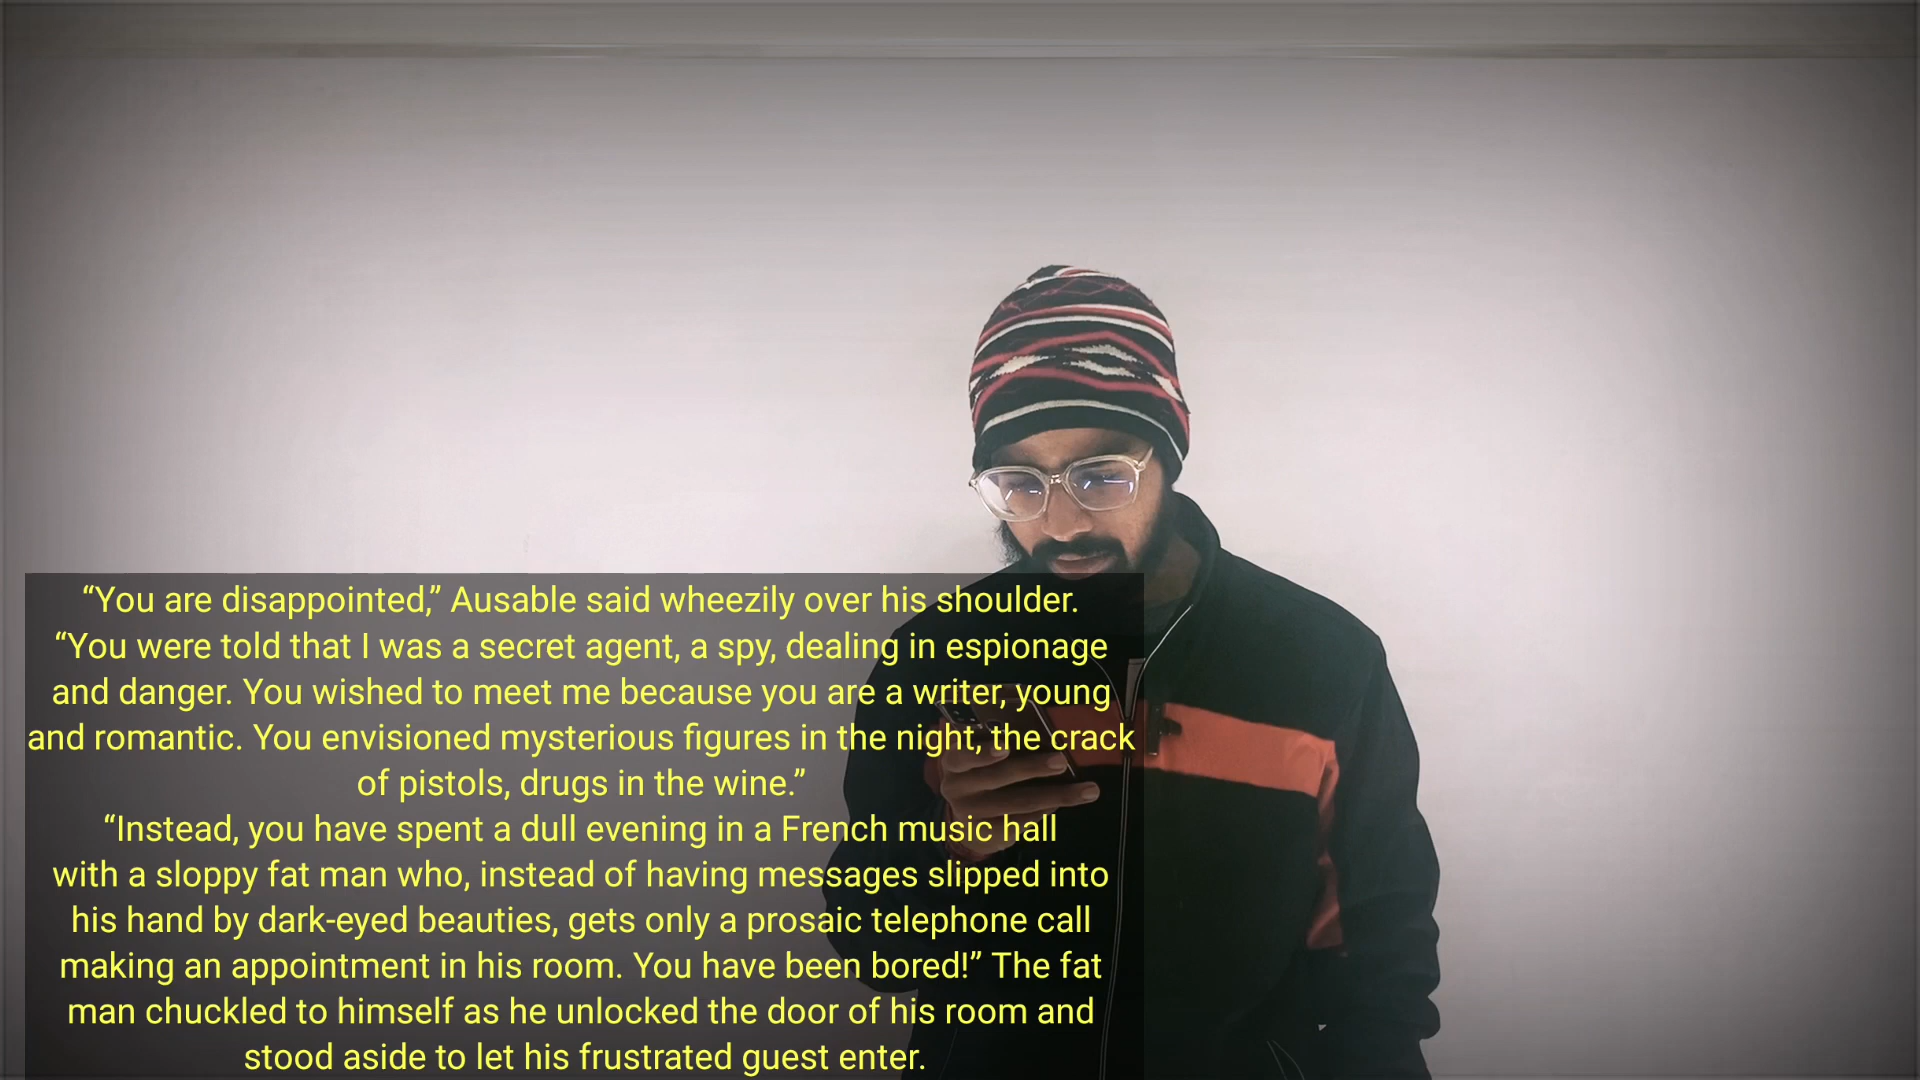 “You are disappointed,” Ausable said wheezily over his shoulder.
“You were told that I was a secret agent, a spy, dealing in espionage
and danger. You wished to meet me because you are a writer, young
and romantic. You envisioned mysterious figures in the night, the crack
of pistols, drugs in the wine.”
“Instead, you have spent a dull evening in a French music hall
with a sloppy fat man who, instead of having messages slipped into
his hand by dark-eyed beauties, gets only a prosaic telephone call
making an appointment in his room. You have been bored!” The fat
man chuckled to himself as he unlocked the door of his room and
stood aside to let his frustrated guest enter.